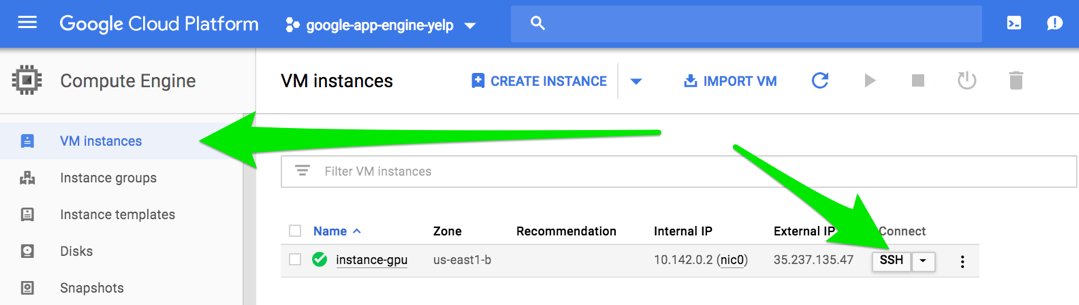 Google Cloud Platform google-app-engine-yelp
Compute Engine VM instances CREATE INSTANCE IMPORT VM
VM instances
Instance groups Filter VM instances
Instance templates
Name Zone Recommendation Internal IP External IP Connect
Disks
instance-gpu us-east1-b 10.142.0.2 (nic0) 35.237.135.47 SSH
Snapshots